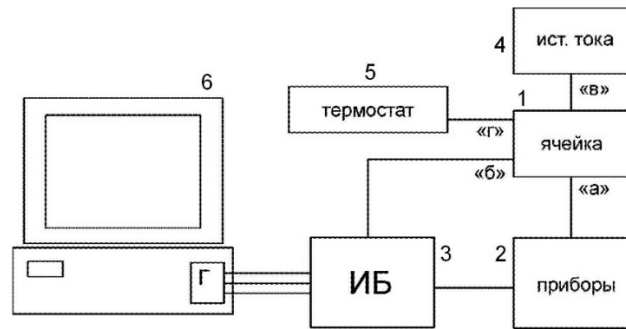 4
ист. тока
6
5
«в»
1
термостат
«г»
ячейка
«б»
«а»
Г
ИБ
3
2
приборы